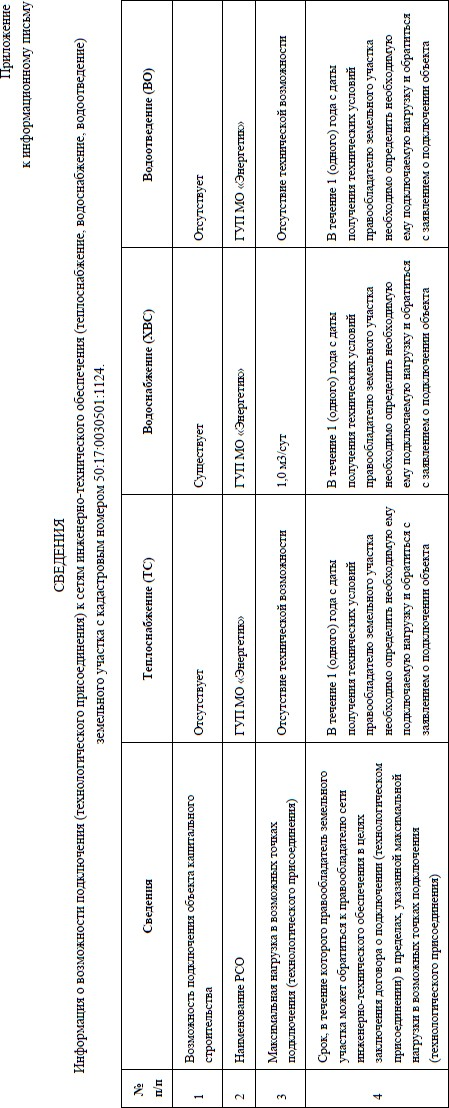 Приложение
к информационному письму
СВЕДЕНИЯ
Информация о возможности подключения (технологического присоединения) к сетям инженерно-технического обеспечения (теплоснабжение, водоснабжение, водоотведение)
земельного участка с кадастровым номером 50:17:0030501:1124.
№
п/п
Сведения
Теплоснабжение (ТС)
Водоснабжение (ХВС)
Водоотведение (ВО)
1
Возможность подключения объекта капитального
строительства
Отсутствует
Существует
Отсутствует
2
Наименование РСО
ГУП МО «Энергетик»
ГУП МО «Энергетик»
ГУП МО «Энергетик»
3
Максимальная нагрузка в возможных точках
подключения (технологического присоединения)
Отсутствие технической возможности
1,0 м3/сут
Отсутствие технической возможности
4
Срок, в течение которого правообладатель земельного
участка может обратиться к правообладателю сети
инженерно-технического обеспечения в целях
заключения договора о подключении (технологическом
присоединении) в пределах, указанной максимальной
нагрузки в возможных точках подключения
(технологического присоединения)
В течение 1 (одного) года с даты
получения технических условий
правообладателю земельного участка
необходимо определить необходимую ему
подключаемую нагрузку и обратиться с
заявлением о подключении объекта
В течение 1 (одного) года с даты
получения технических условий
правообладателю земельного участка
необходимо определить необходимую
ему подключаемую нагрузку и обратиться
с заявлением о подключении объекта
В течение 1 (одного) года с даты
получения технических условий
правообладателю земельного участка
необходимо определить необходимую
ему подключаемую нагрузку и обратиться
с заявлением о подключении объекта